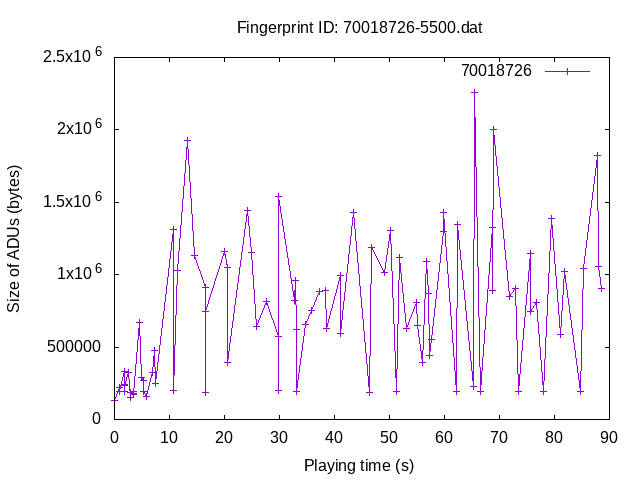 Fingerprint ID: 70018726-5500.dat
70018726
2.5x10^6
2x10^6
1.5x10^6
1x10^6
500000
0
Size of ADUs (bytes)
0 10 20 30 40 50 60 70 80 90
Playing time (s)